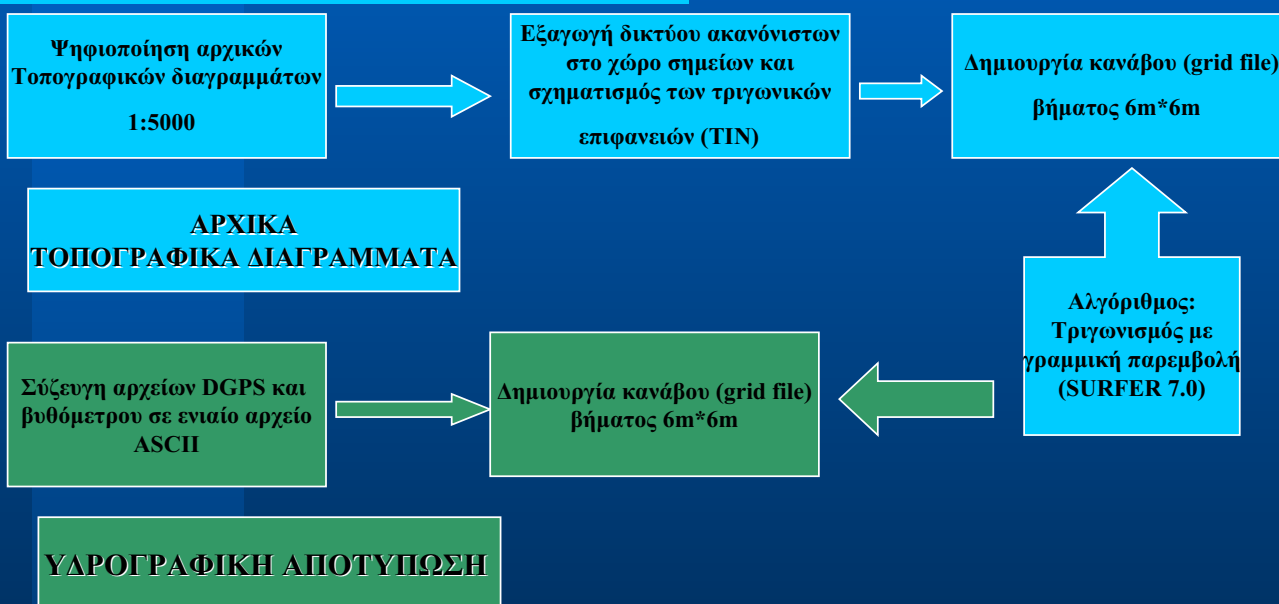 Ψηφιοποίηση αρχικών
Τοπογραφικών διαγραμμάτων
1:5000
Εξαγωγή δικτύου ακανόνιστων
στο χώρο σημείων και
σχηματισμός των τριγωνικών
επιφανειών (TIN)
Δημιουργία κανάβου (grid file)
βήματος 6m*6m
ΑΡΧΙΚΑ
ΤΟΠΟΓΡΑΦΙΚΑ ΔΙΑΓΡΑΜΜΑΤΑ
Αλγόριθμος:
Τριγωνισμός με
γραμμική παρεμβολή
(SURFER 7.0)
Σύζευγη αρχείων DGPS και
βυθόμετρου σε ενιαίο αρχείο
ASCII
Δημιουργία κανάβου (grid file)
βήματος 6m*6m
ΥΔΡΟΓΡΑΦΙΚΗ ΑΠΟΤΥΠΩΣΗ